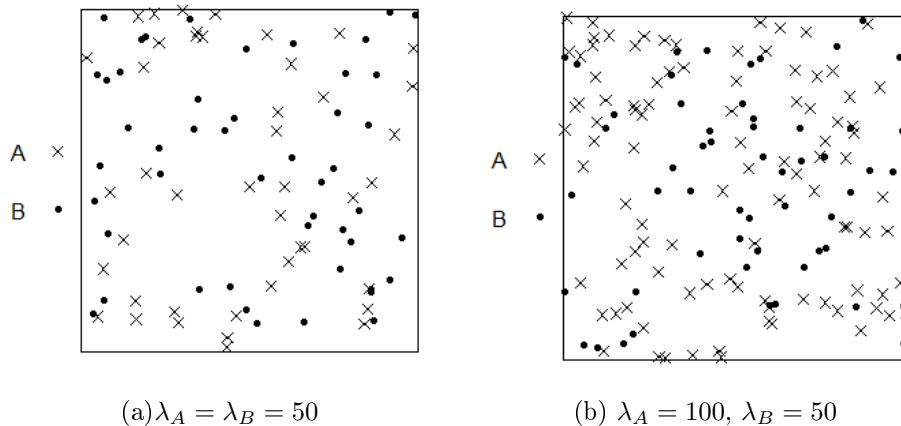 A
B
A
B
(a)λ_A = λ_B = 50
(b) λ_A = 100, λ_B = 50